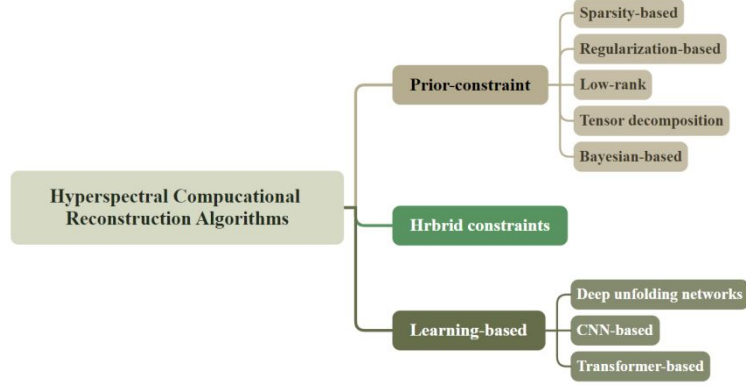 Hyperspectral Compucational
Reconstruction Algorithms
Prior-constraint
Sparsity-based
Regularization-based
Low-rank
Tensor decomposition
Bayesian-based
Hrbrid constraints
Learning-based
Deep unfolding networks
CNN-based
Transformer-based